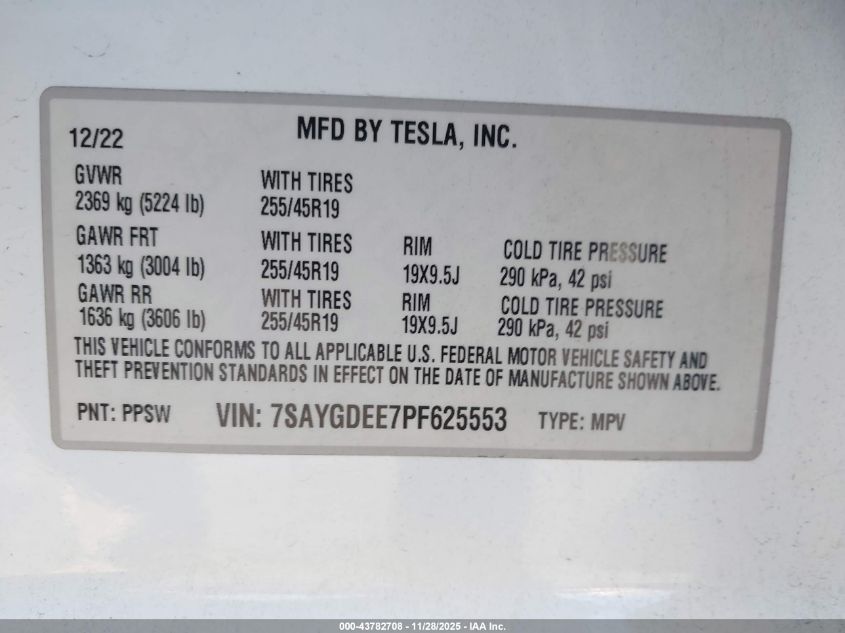 12/22 MFD BY TESLA, INC.
GVWR WITH TIRES
2369 kg (5224 lb) 255/45R19
GAWR FRT WITH TIRES RIM COLD TIRE PRESSURE
1363 kg (3004 lb) 255/45R19 19X9.5J 290 kPa, 42 psi
GAWR RR WITH TIRES RIM COLD TIRE PRESSURE
1636 kg (3606 lb) 255/45R19 19X9.5J 290 kPa, 42 psi
THIS VEHICLE CONFORMS TO ALL APPLICABLE U.S. FEDERAL MOTOR VEHICLE SAFETY AND
THEFT PREVENTION STANDARDS IN EFFECT ON THE DATE OF MANUFACTURE SHOWN ABOVE.
PNT: PPSW VIN: 7SAYGDEE7PF625553 TYPE: MPV
000-43782708 - 11/28/2025 - IAA Inc.